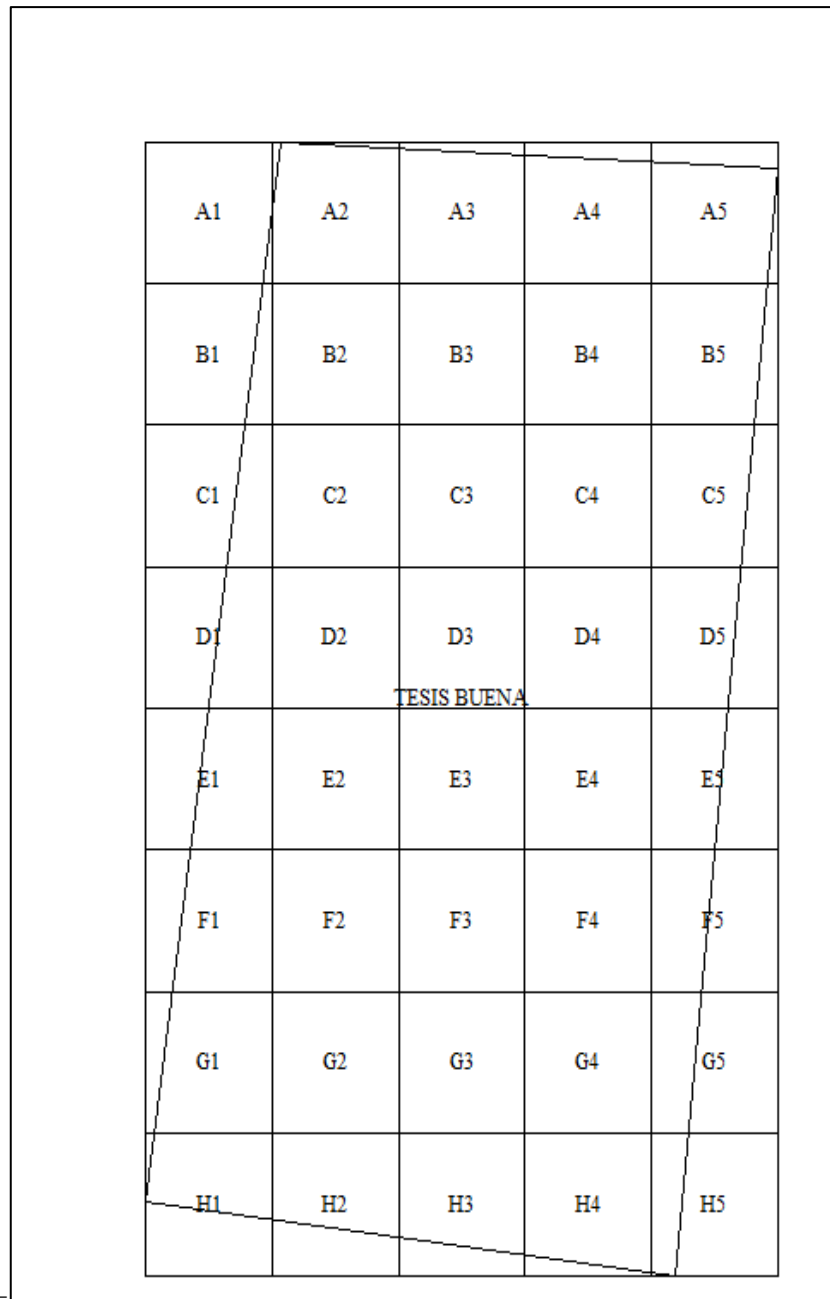 A1 A2 A3 A4 A5
B1 B2 B3 B4 B5
C1 C2 C3 C4 C5
D1 D2 D3 D4 D5
TESIS BUENA
E1 E2 E3 E4 E5
F1 F2 F3 F4 F5
G1 G2 G3 G4 G5
H1 H2 H3 H4 H5